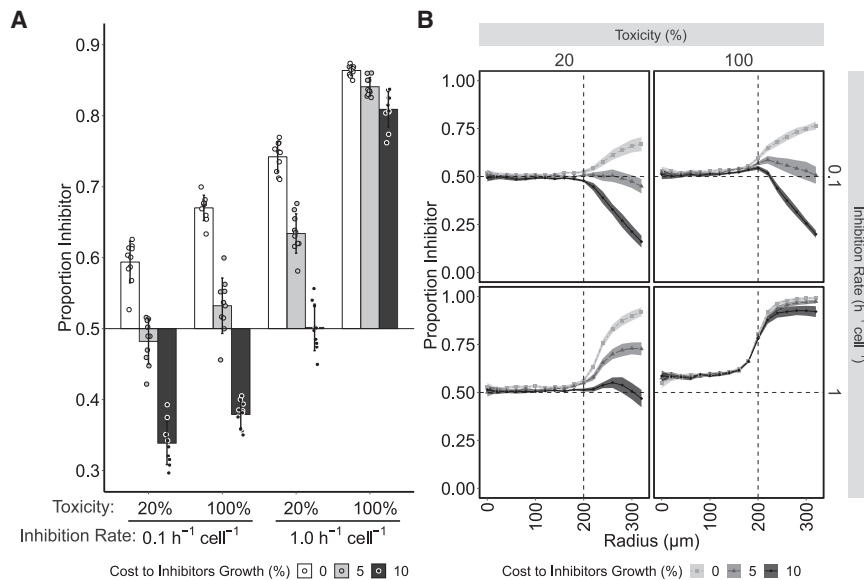 A
Proportion Inhibitor
0.9
0.8
0.7
0.6
0.5
0.4
0.3
Toxicity: 20% 100% 20% 100%
Inhibition Rate: 0.1 h⁻¹ cell⁻¹ 1.0 h⁻¹ cell⁻¹
Cost to Inhibitors Growth (%) 0 5 10
B
Toxicity (%)
20 100
Proportion Inhibitor
1.00
0.75
0.50
0.25
0.00
1.00
0.75
0.50
0.25
0.00
0.1
1
Inhibition Rate (h⁻¹ cell⁻¹)
0 100 200 300 0 100 200 300
Radius (µm)
Cost to Inhibitors Growth (%) 0 5 10